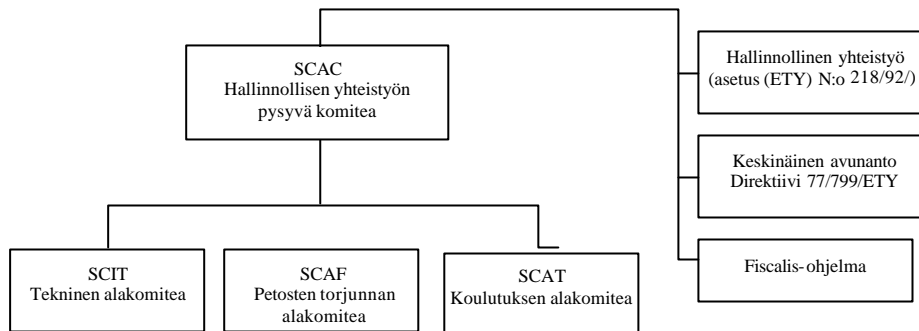 SCAC
Hallinnollisen yhteistyön
pysyvä komitea
Hallinnollinen yhteistyö
(asetus (ETY) N:o 218/92/)
Keskinäinen avunanto
Direktiivi 77/799/ETY
Fiscalis-ohjelma
SCIT
Tekninen alakomitea
SCAF
Petosten torjunnan
alakomitea
SCAT
Koulutuksen alakomitea